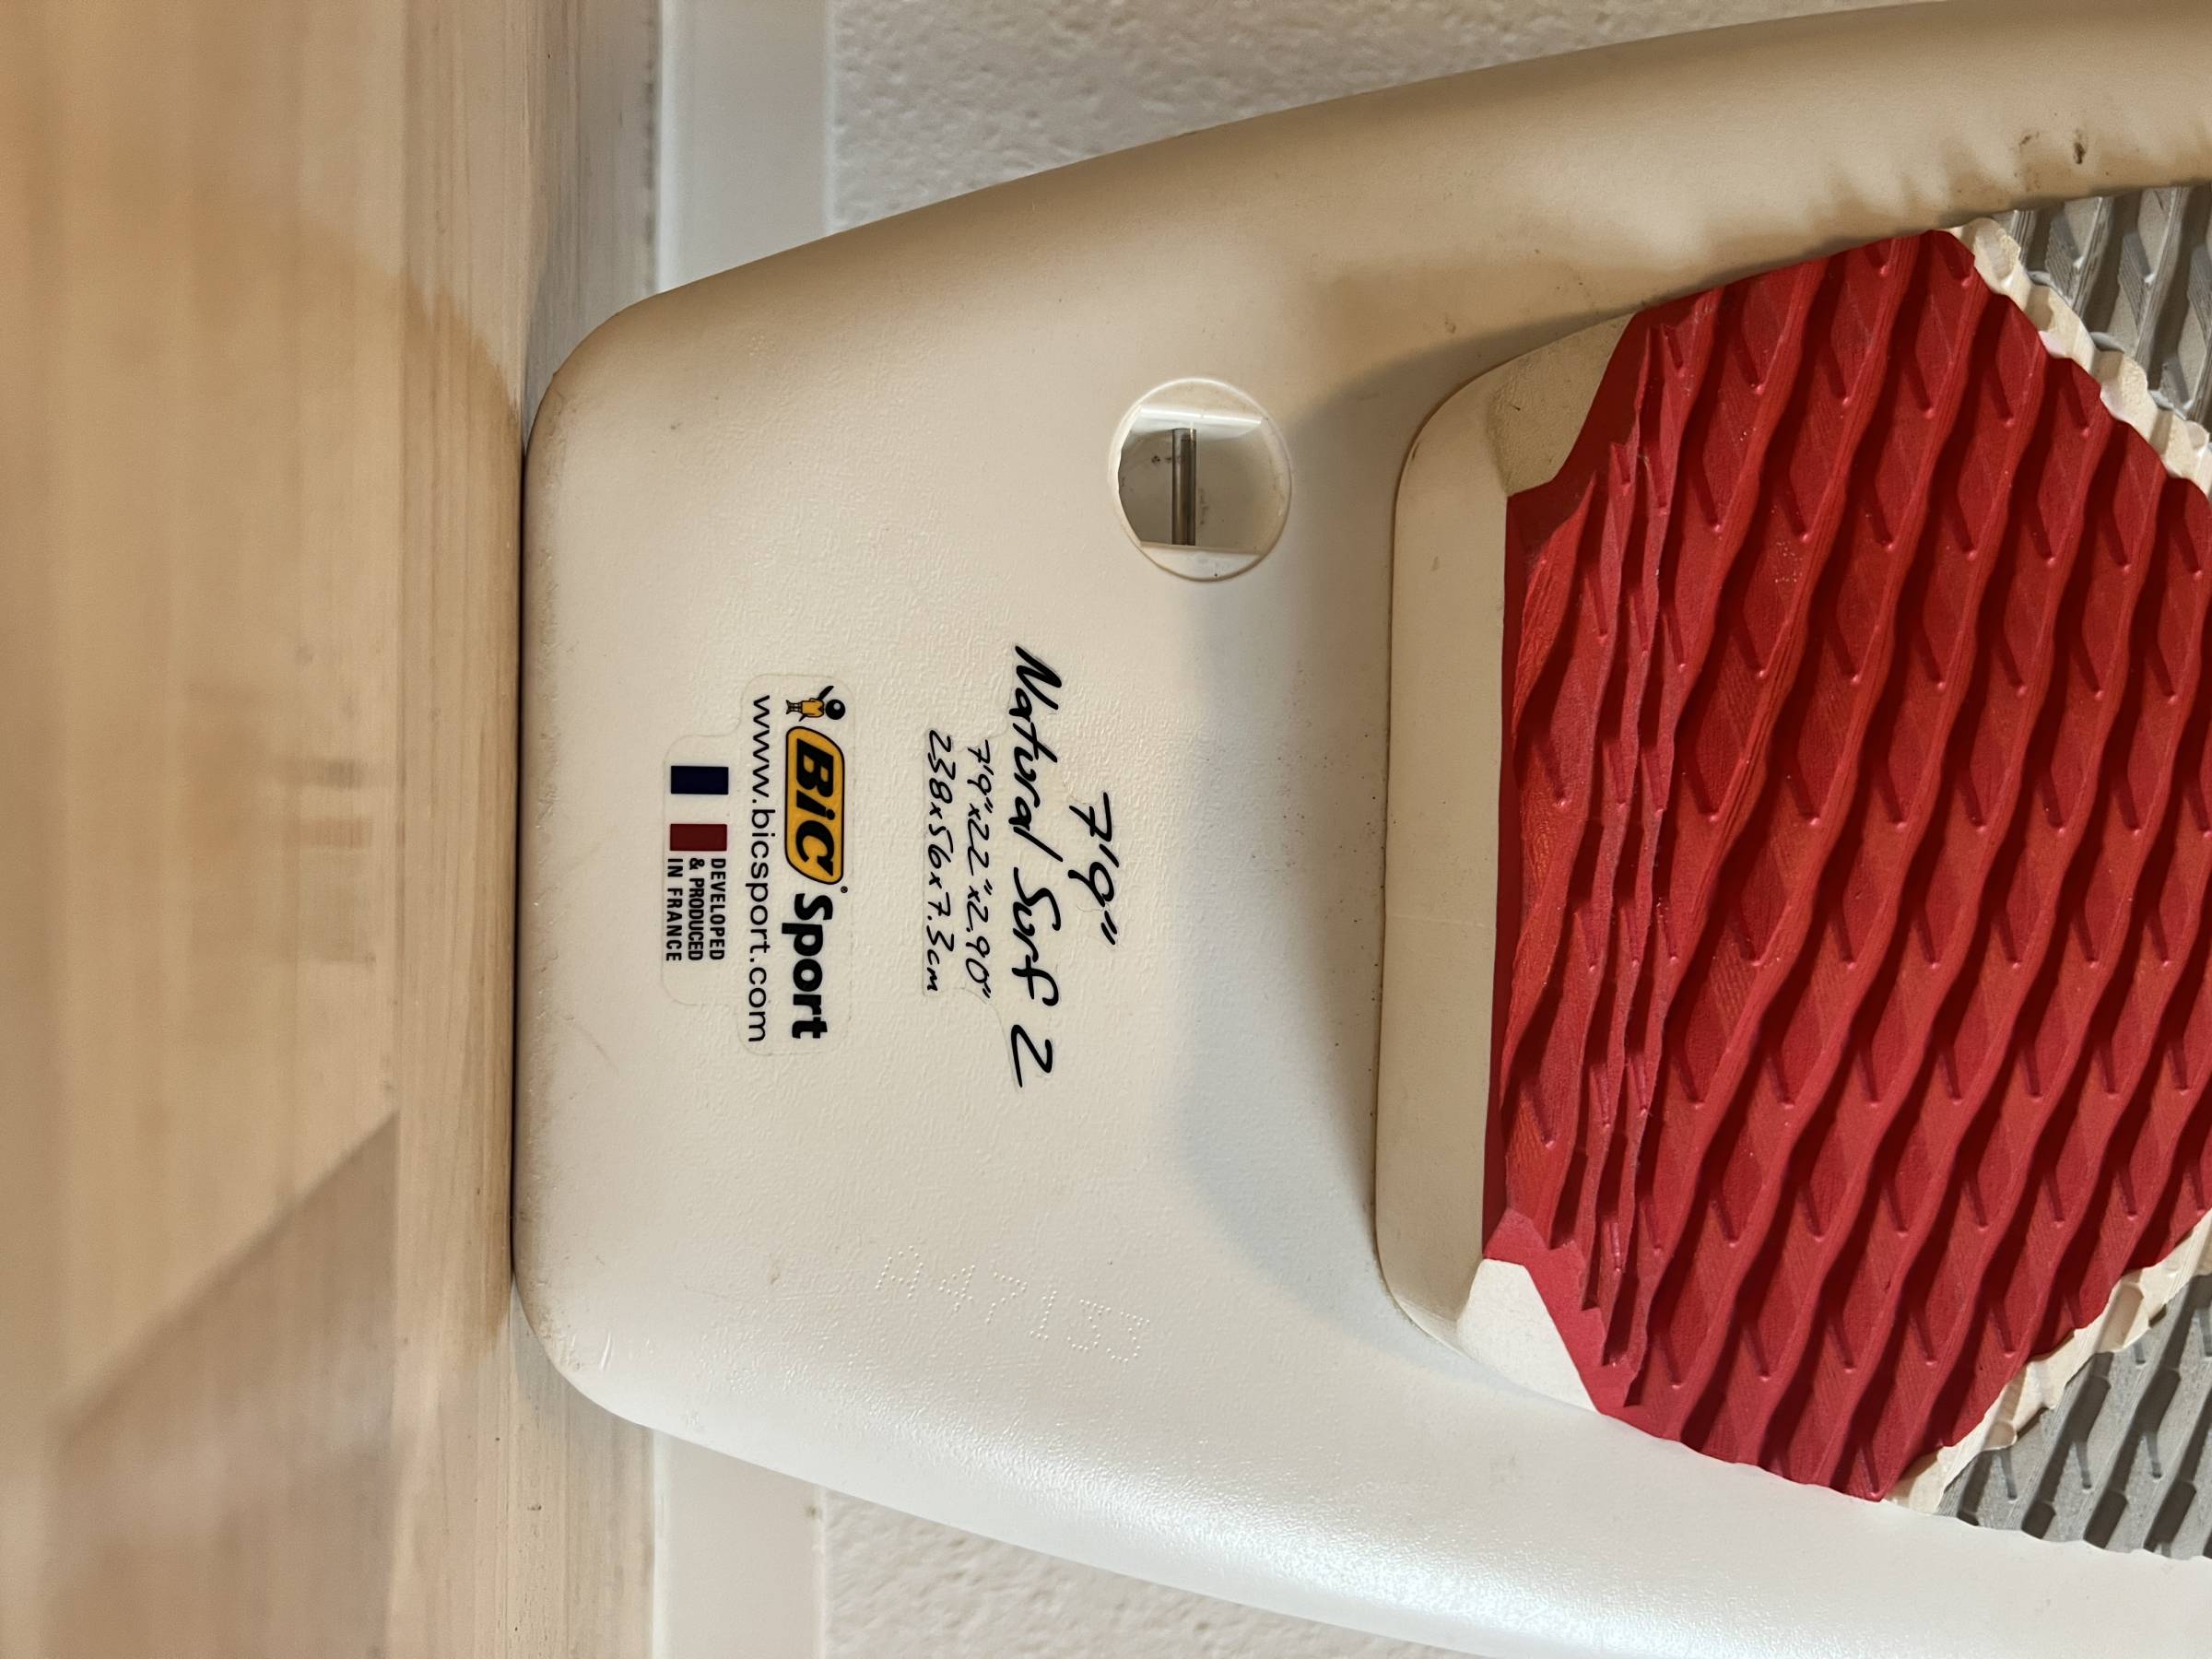 7'9"
Natural Surf 2
7'9"x22"x2.90"
238x56x7.3cm
BIC® Sport
www.bicsport.com
DEVELOPED
& PRODUCED
IN FRANCE